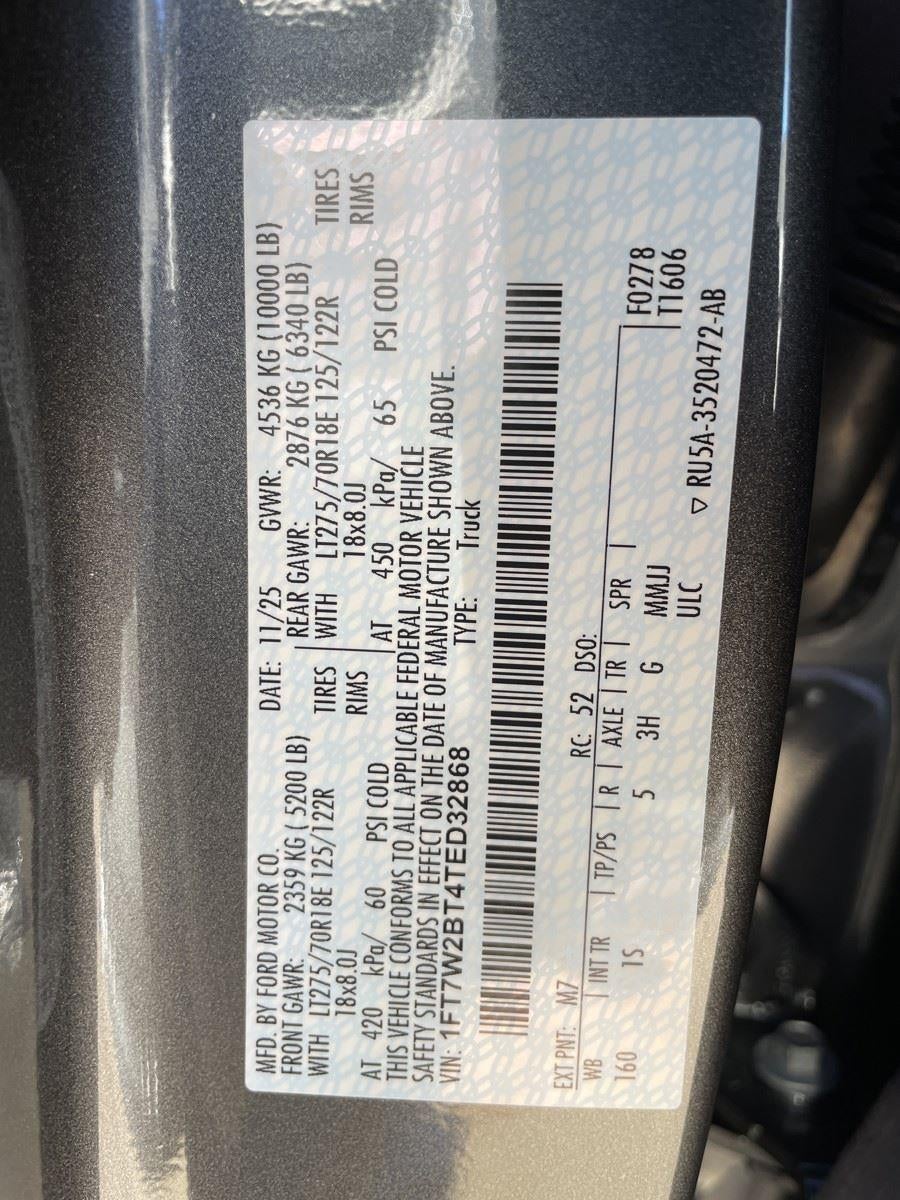 MFD. BY FORD MOTOR CO. DATE: 11/25 GVWR: 4536 KG (10000 LB)
FRONT GAWR: 2359 KG ( 5200 LB) REAR GAWR: 2876 KG ( 6340 LB)
WITH LT275/70R18E 125/122R TIRES WITH LT275/70R18E 125/122R TIRES
18x8.0J RIMS 18x8.0J RIMS
AT 420 kPa/ 60 PSI COLD AT 450 kPa/ 65 PSI COLD
THIS VEHICLE CONFORMS TO ALL APPLICABLE FEDERAL MOTOR VEHICLE
SAFETY STANDARDS IN EFFECT ON THE DATE OF MANUFACTURE SHOWN ABOVE.
VIN: 1FT7W2BT4TED32868 TYPE: Truck
EXT PNT: M7 RC: 52 DSO:
WB | INT TR | TP/PS | R | AXLE | TR | SPR | F0278
160 1S 5 3H G MMJJ T1606
ULC
▽ RU5A-3520472-AB